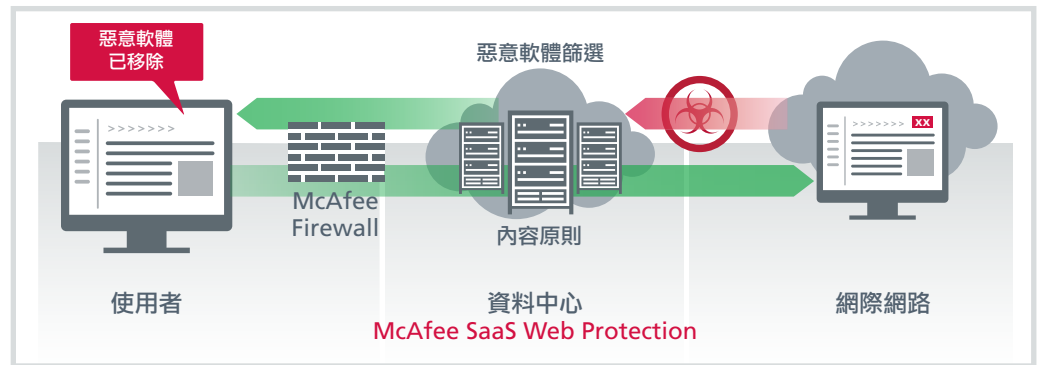 惡意軟體
已移除
惡意軟體篩選
>>>>>>>
>>>>>>> XX
McAfee
Firewall
內容原則
使用者
資料中心
網際網路
McAfee SaaS Web Protection